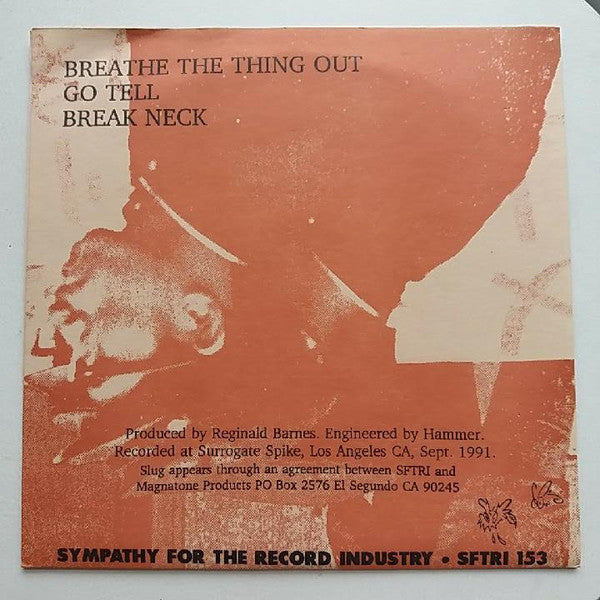 BREATHE THE THING OUT
GO TELL
BREAK NECK
Produced by Reginald Barnes. Engineered by Hammer.
Recorded at Surrogate Spike, Los Angeles CA, Sept. 1991.
Slug appears through an agreement between SFTRI and
Magnatone Products PO Box 2576 El Segundo CA 90245
SYMPATHY FOR THE RECORD INDUSTRY • SFTRI 153